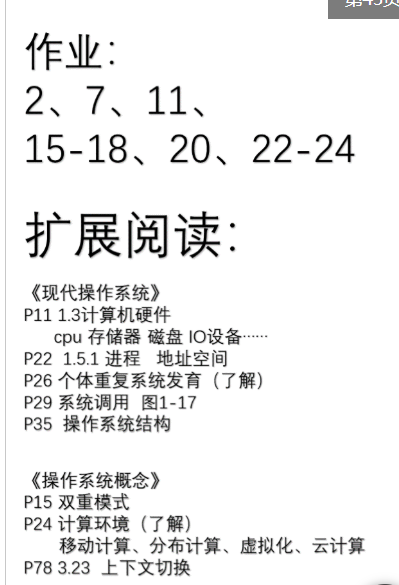 作业：
2、7、11、
15-18、20、22-24
扩展阅读：
《现代操作系统》
P11 1.3计算机硬件
cpu 存储器 磁盘 IO设备……
P22 1.5.1 进程 地址空间
P26 个体重复系统发育（了解）
P29 系统调用 图1-17
P35 操作系统结构
《操作系统概念》
P15 双重模式
P24 计算环境（了解）
移动计算、分布计算、虚拟化、云计算
P78 3.23 上下文切换